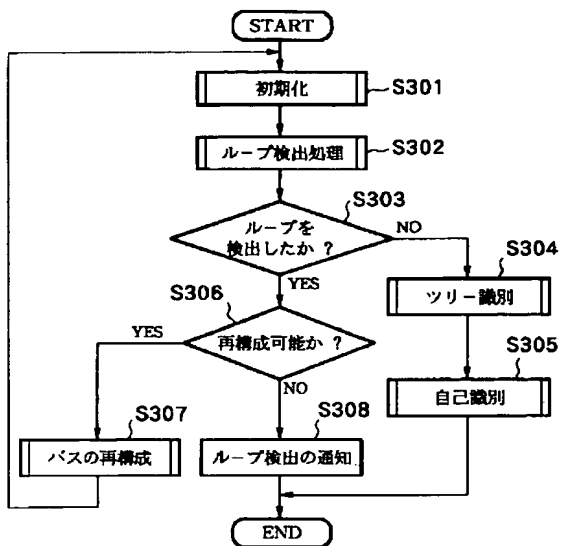 START
初期化
S301
ループ検出処理
S302
S303
ループを
検出したか ?
NO
YES
S304
ツリー識別
S305
自己識別
S306
再構成可能か ?
YES
NO
S307
バスの再構成
S308
ループ検出の通知
END